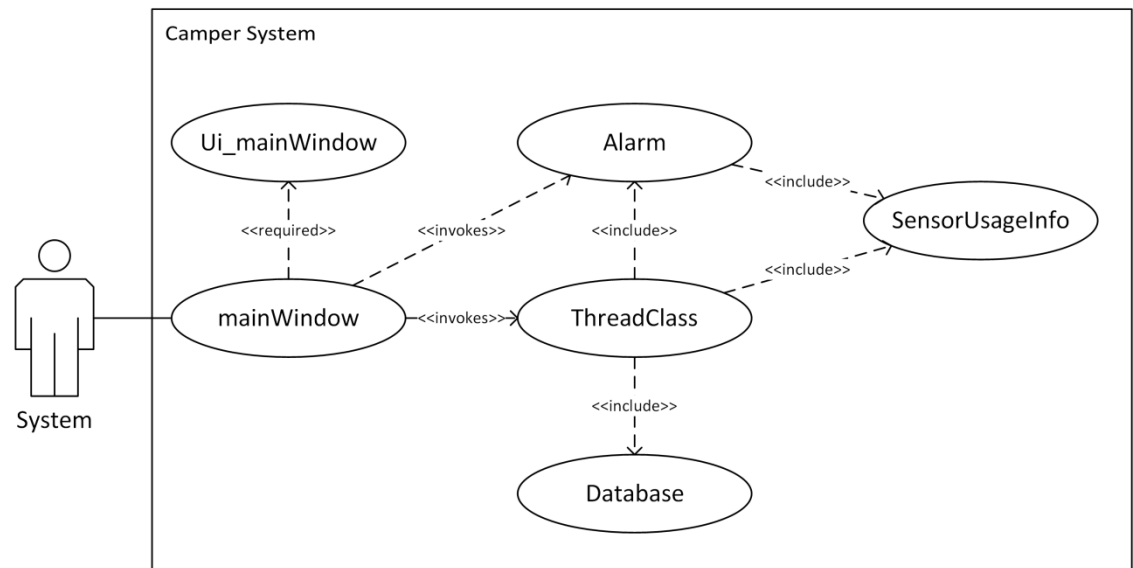 Camper System
Ui_mainWindow
Alarm
<<include>>
SensorUsageInfo
<<required>>
<<invokes>>
<<include>>
<<include>>
mainWindow
<<invokes>>
ThreadClass
System
<<include>>
Database